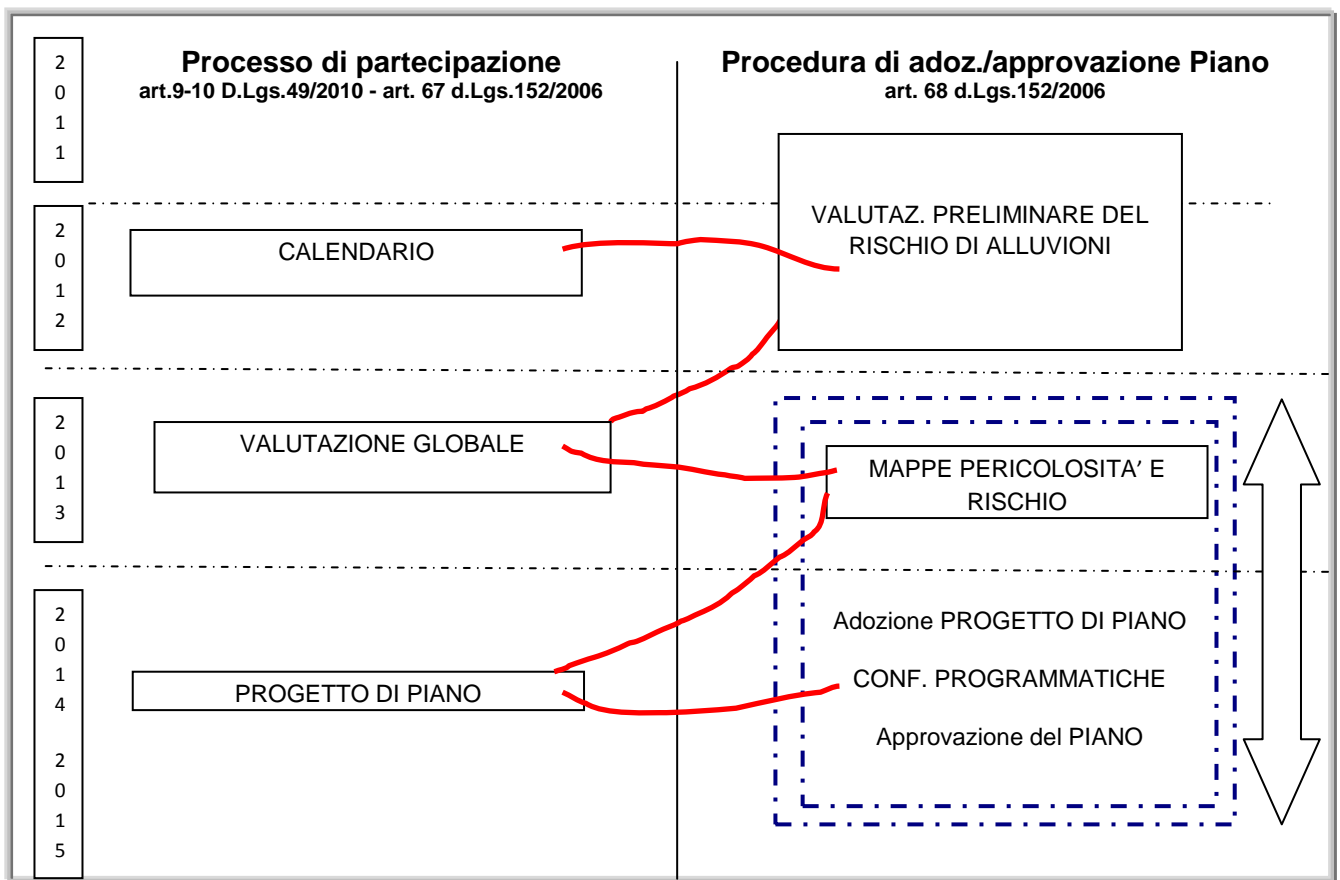 2011
Processo di partecipazione
art.9-10 D.Lgs.49/2010 - art. 67 d.Lgs.152/2006
Procedura di adoz./approvazione Piano
art. 68 d.Lgs.152/2006
2012
CALENDARIO
VALUTAZ. PRELIMINARE DEL
RISCHIO DI ALLUVIONI
2013
VALUTAZIONE GLOBALE
MAPPE PERICOLOSITA’ E
RISCHIO
2014
2015
PROGETTO DI PIANO
Adozione PROGETTO DI PIANO
CONF. PROGRAMMATICHE
Approvazione del PIANO